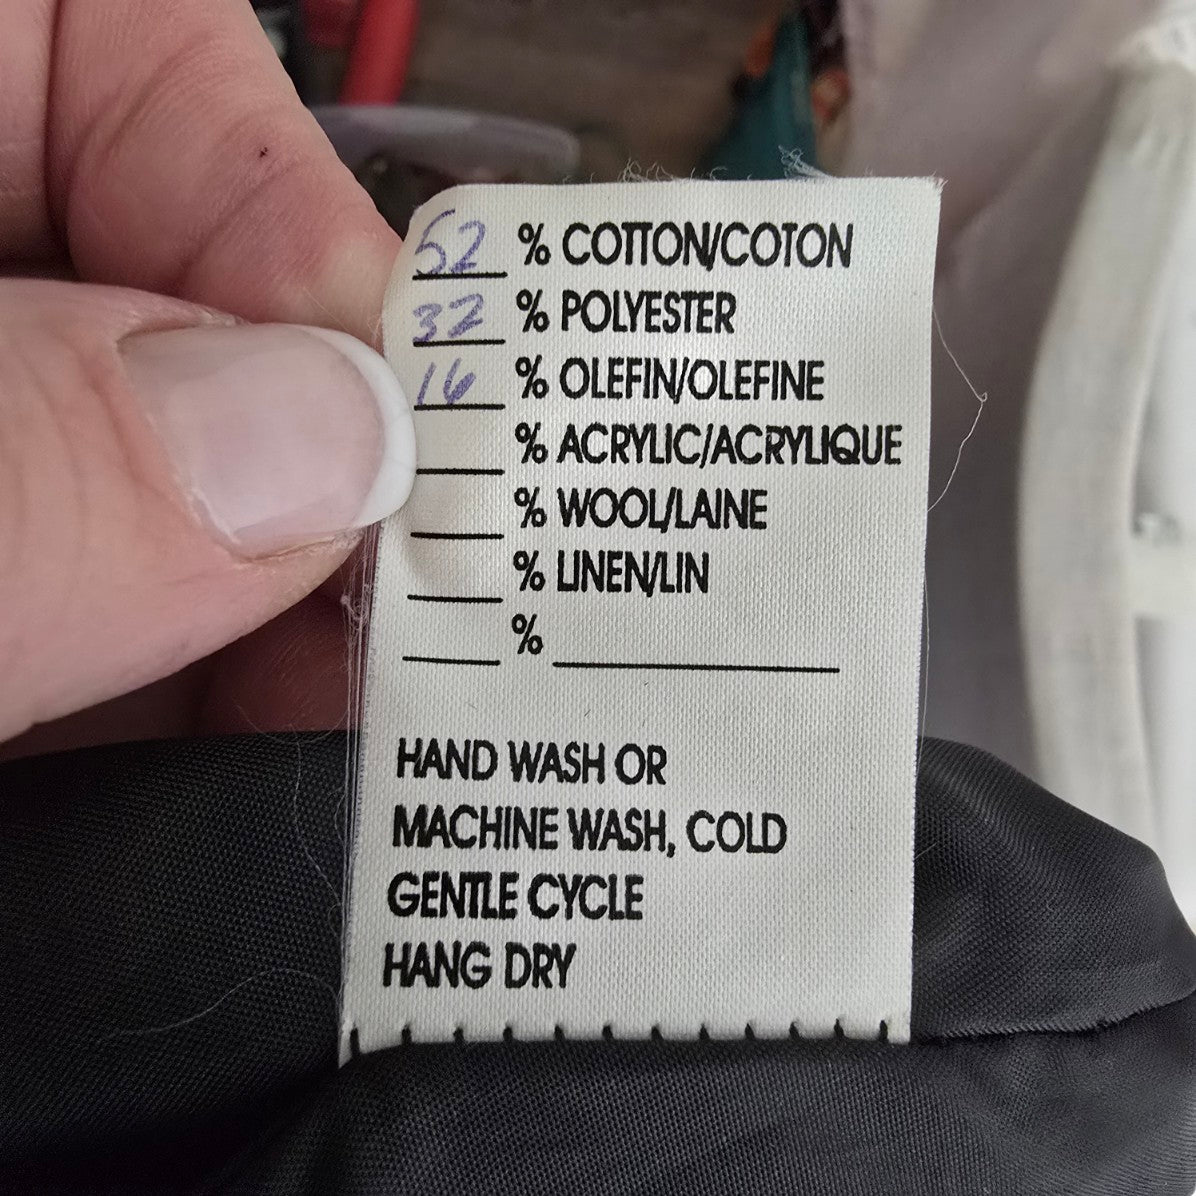 52 % COTTON/COTON
32 % POLYESTER
16 % OLEFIN/OLEFINE
% ACRYLIC/ACRYLIQUE
% WOOL/LAINE
% LINEN/LIN
%
HAND WASH OR
MACHINE WASH, COLD
GENTLE CYCLE
HANG DRY